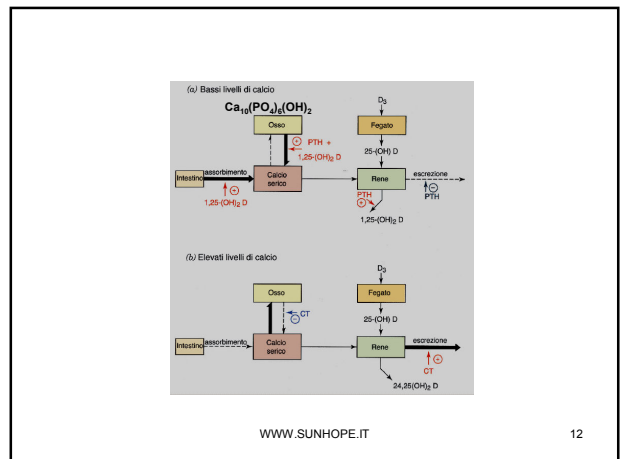 (a) Bassi livelli di calcio
Ca10(PO4)6(OH)2
Osso
⊕ PTH +
1,25-(OH)2 D
Intestino
assorbimento
⊕
1,25-(OH)2 D
Calcio
serico
D3
Fegato
25-(OH) D
Rene
escrezione
⊖
PTH
PTH
⊕
1,25-(OH)2 D
(b) Elevati livelli di calcio
Osso
CT
⊖
Intestino
assorbimento
Calcio
serico
D3
Fegato
25-(OH) D
Rene
escrezione
⊕
CT
24,25(OH)2 D
WWW.SUNHOPE.IT
12